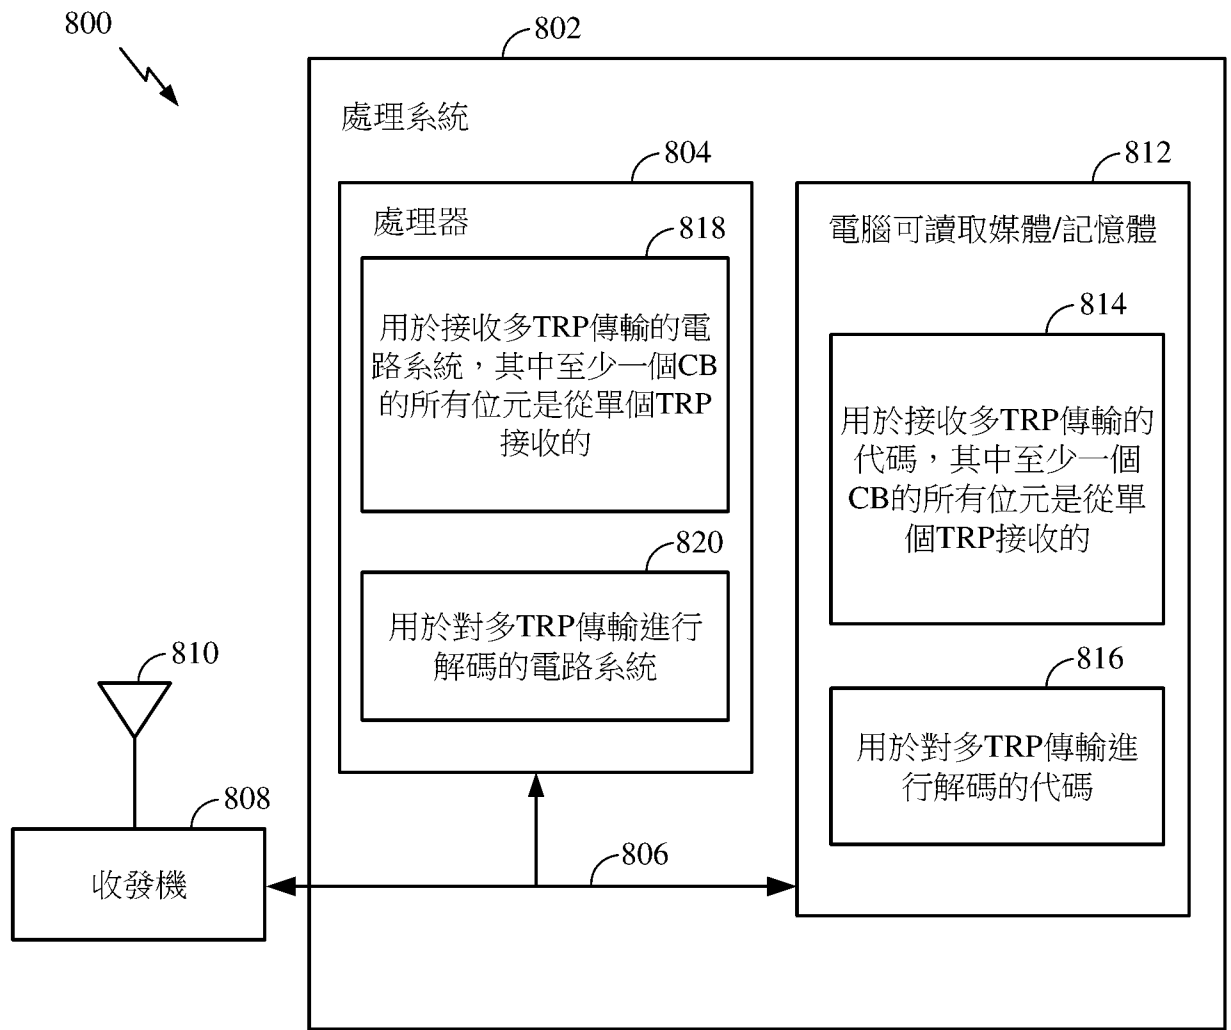 800
802
處理系統
804
處理器
818
用於接收多TRP傳輸的電
路系統，其中至少一個CB
的所有位元是從單個TRP
接收的
820
用於對多TRP傳輸進行
解碼的電路系統
812
電腦可讀取媒體/記憶體
814
用於接收多TRP傳輸的
代碼，其中至少一個
CB的所有位元是從單
個TRP接收的
816
用於對多TRP傳輸進
行解碼的代碼
810
808
收發機
806